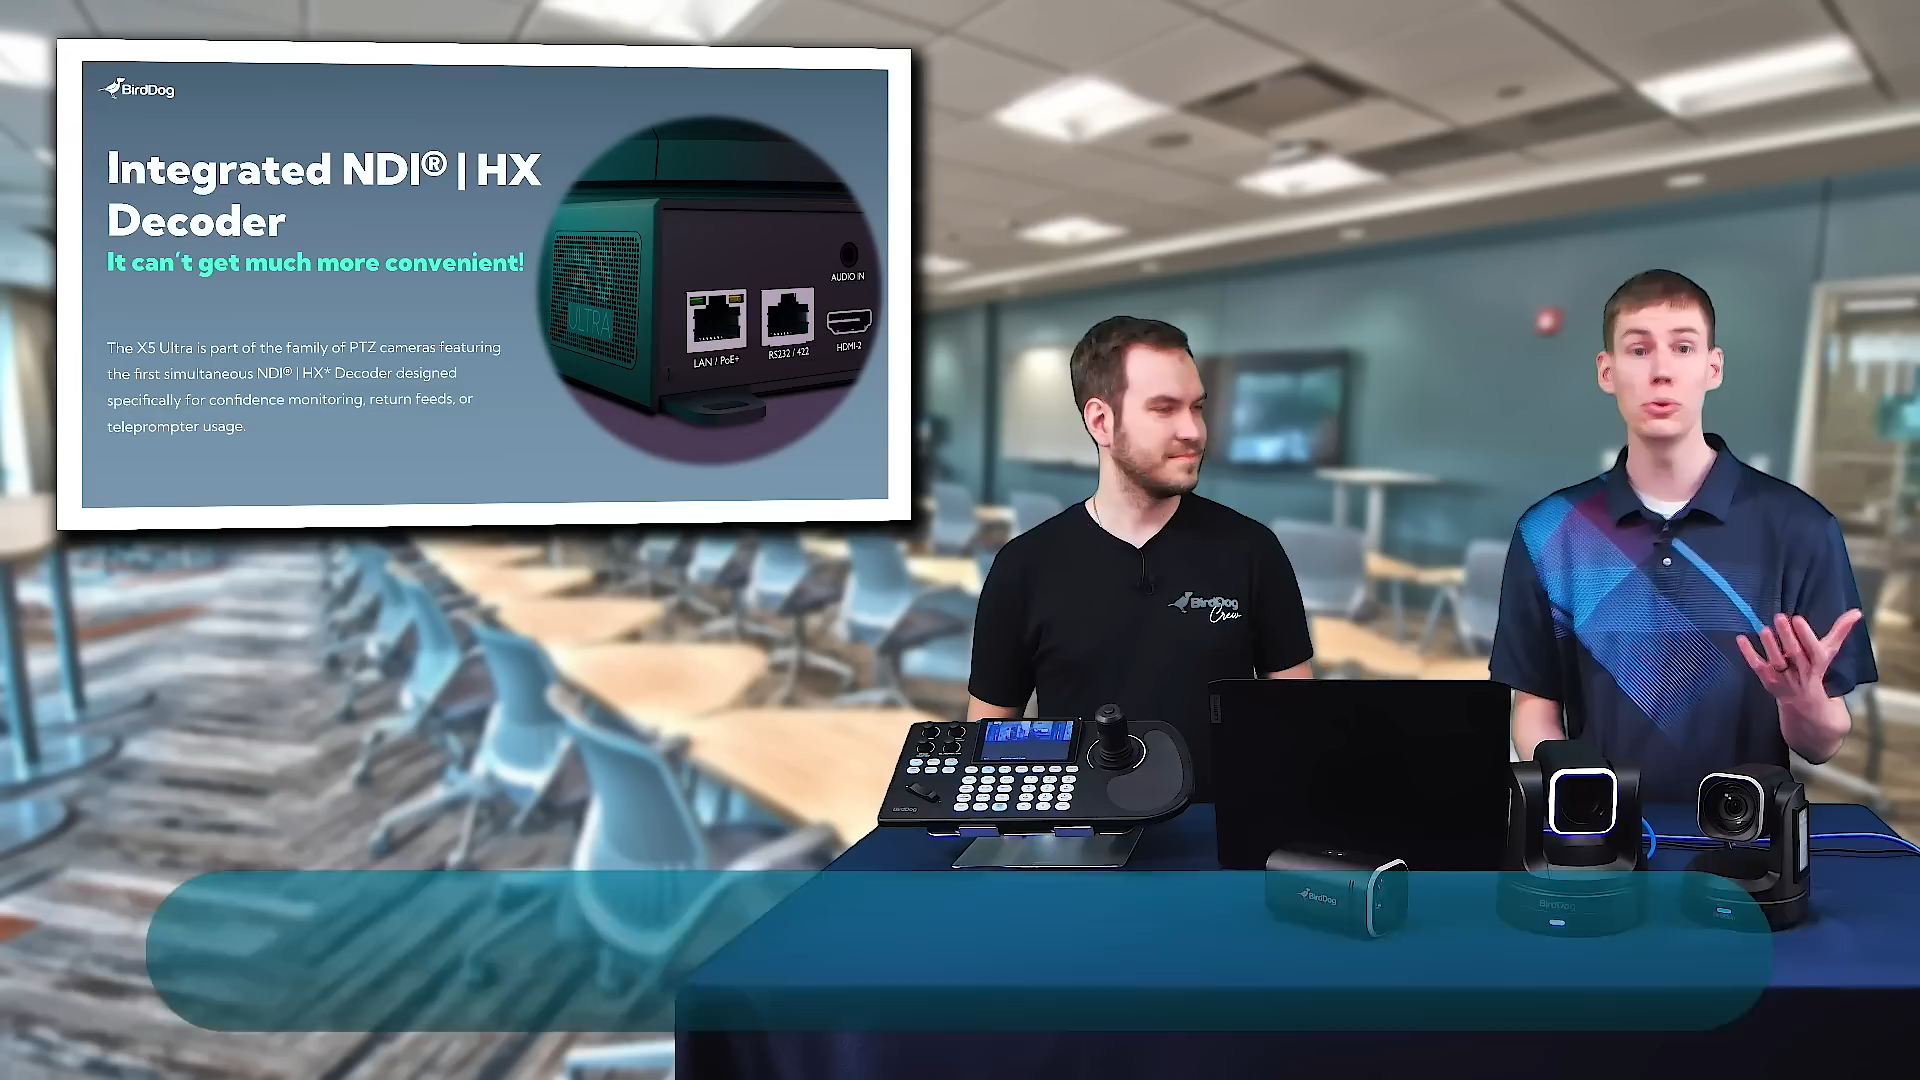 BirdDog
Integrated NDI® | HX
Decoder
It can't get much more convenient!
The X5 Ultra is part of the family of PTZ cameras featuring
the first simultaneous NDI® | HX* Decoder designed
specifically for confidence monitoring, return feeds, or
teleprompter usage.
ULTRA
AUDIO IN
LAN / PoE+
RS232 / 422
HDMI-2
BirdDog
Crew
BirdDog
BirdDog
BirdDog